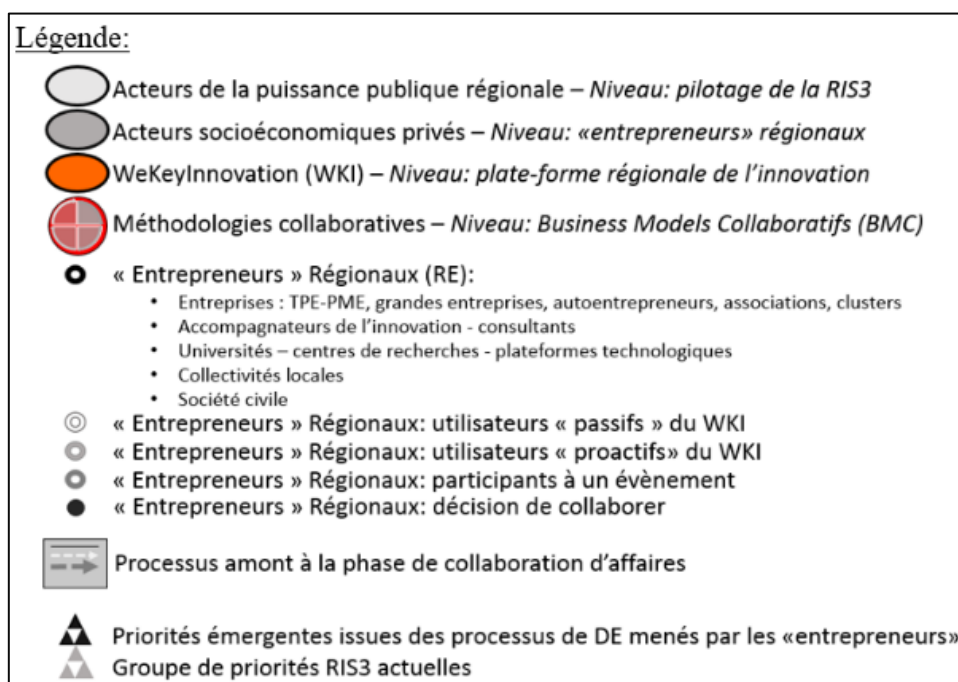 Légende:
Acteurs de la puissance publique régionale – Niveau: pilotage de la RIS3
Acteurs socioéconomiques privés – Niveau: «entrepreneurs» régionaux
WeKeyInnovation (WKI) – Niveau: plate-forme régionale de l'innovation
Méthodologies collaboratives – Niveau: Business Models Collaboratifs (BMC)
« Entrepreneurs » Régionaux (RE):
• Entreprises : TPE-PME, grandes entreprises, autoentrepreneurs, associations, clusters
• Accompagnateurs de l'innovation - consultants
• Universités – centres de recherches - plateformes technologiques
• Collectivités locales
• Société civile
« Entrepreneurs » Régionaux: utilisateurs « passifs » du WKI
« Entrepreneurs » Régionaux: utilisateurs « proactifs» du WKI
« Entrepreneurs » Régionaux: participants à un évènement
« Entrepreneurs » Régionaux: décision de collaborer
Processus amont à la phase de collaboration d'affaires
Priorités émergentes issues des processus de DE menés par les «entrepreneurs»
Groupe de priorités RIS3 actuelles